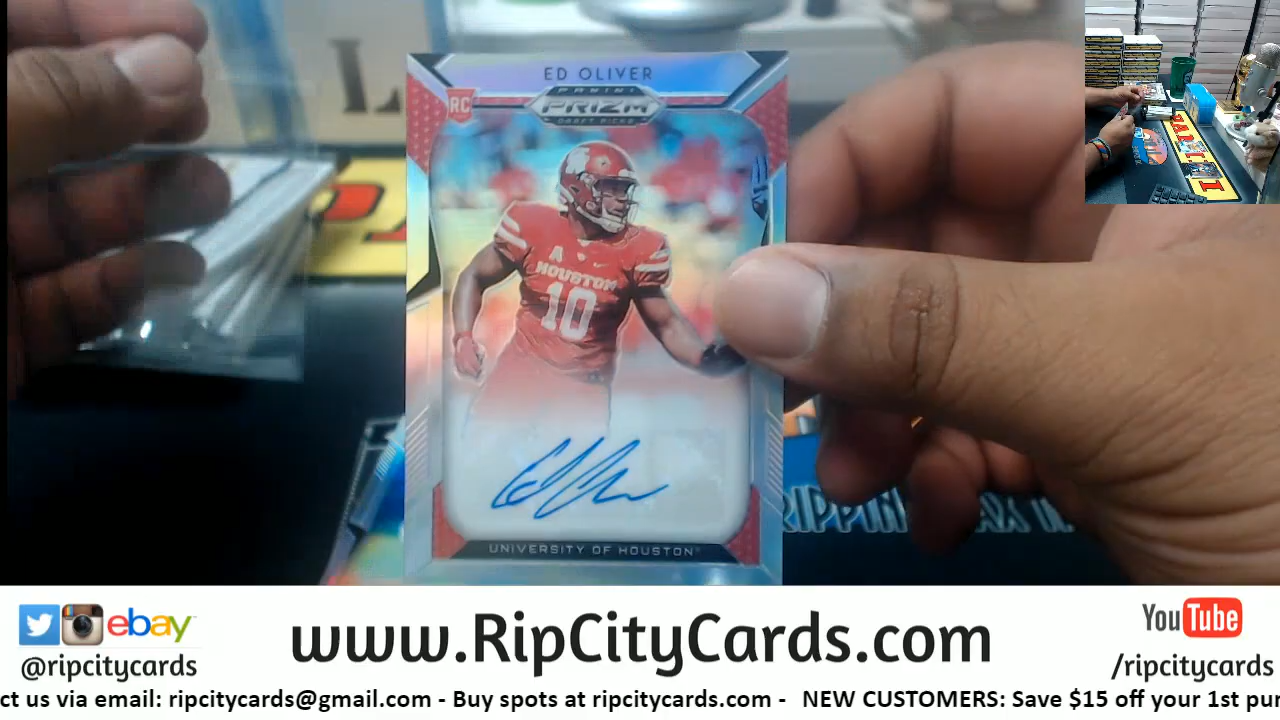 ED OLIVER
PANINI
RC
PRIZM
DRAFT PICKS
A
HOUSTON
10
UNIVERSITY OF HOUSTON
RIPPIN
PANINI
ebay
@ripcitycards
www.RipCityCards.com
YouTube
/ripcitycards
ct us via email: ripcitycards@gmail.com - Buy spots at ripcitycards.com - NEW CUSTOMERS: Save $15 off your 1st pur